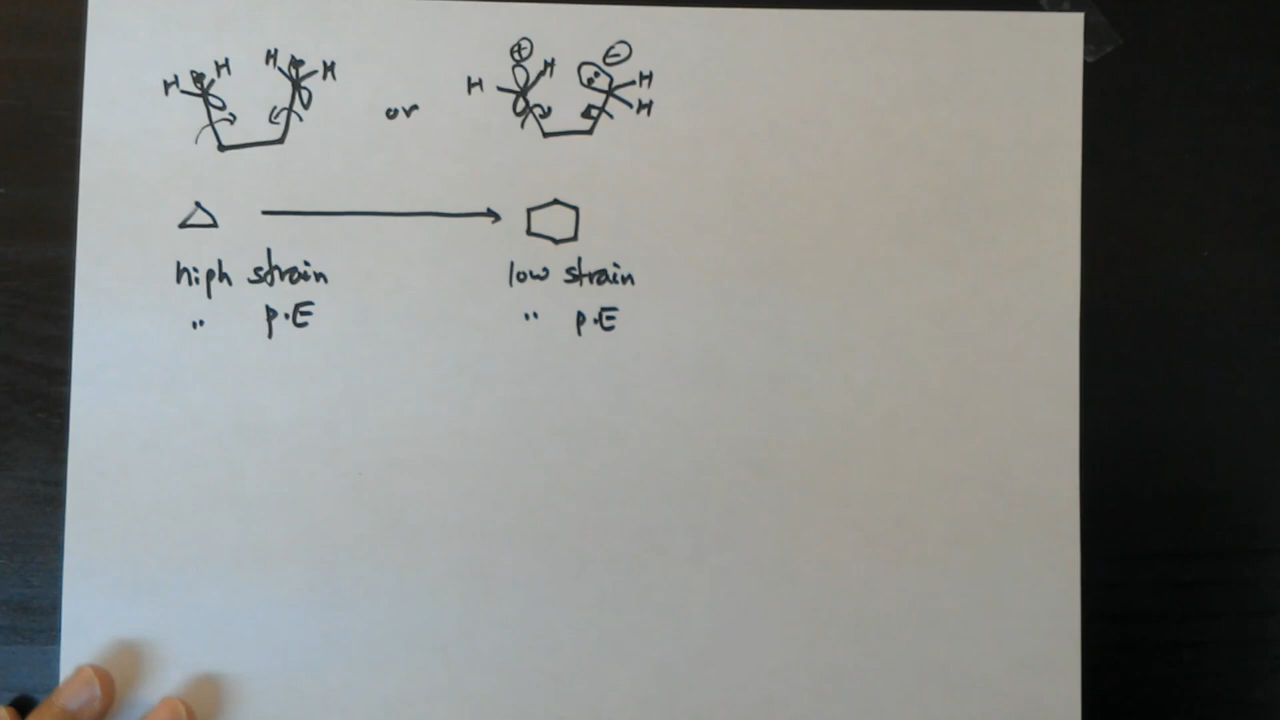 H H H H or H H ⊕ ⊖ H H
high strain low strain
" P.E " P.E